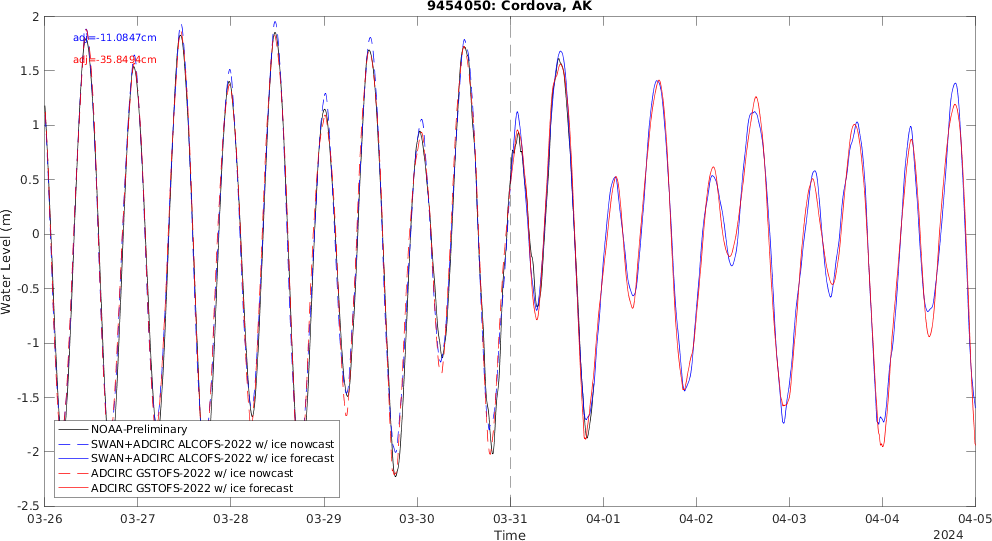 9454050: Cordova, AK
adj=-11.0847cm
adj=-35.8494cm
Water Level (m)
2
1.5
1
0.5
0
-0.5
-1
-1.5
-2
-2.5
NOAA-Preliminary
SWAN+ADCIRC ALCOFS-2022 w/ ice nowcast
SWAN+ADCIRC ALCOFS-2022 w/ ice forecast
ADCIRC GSTOFS-2022 w/ ice nowcast
ADCIRC GSTOFS-2022 w/ ice forecast
03-26 03-27 03-28 03-29 03-30 03-31 04-01 04-02 04-03 04-04 04-05
Time
2024